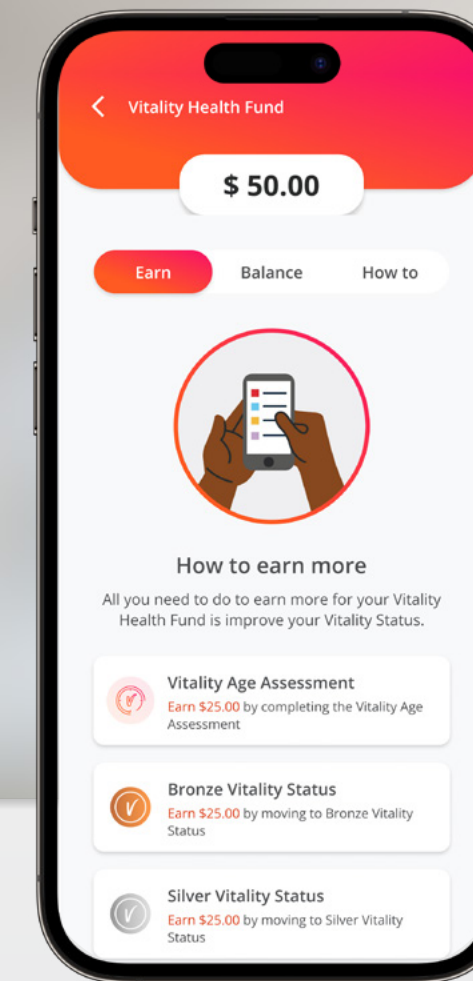 Vitality Health Fund
$ 50.00
Earn Balance How to
How to earn more
All you need to do to earn more for your Vitality
Health Fund is improve your Vitality Status.
Vitality Age Assessment
Earn $25.00 by completing the Vitality Age
Assessment
Bronze Vitality Status
Earn $25.00 by moving to Bronze Vitality
Status
Silver Vitality Status
Earn $25.00 by moving to Silver Vitality
Status